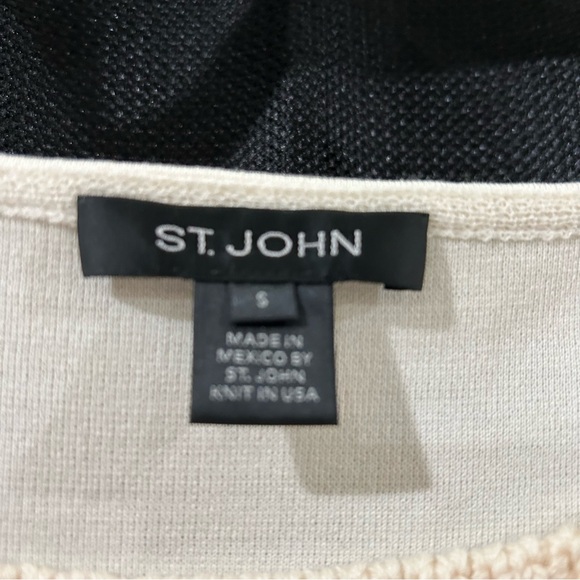 ST. JOHN
S
MADE IN
MEXICO BY
ST. JOHN
KNIT IN USA